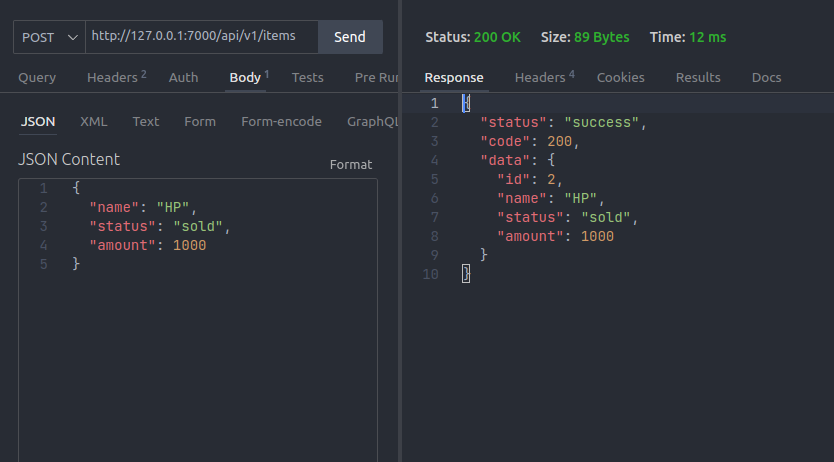 POST http://127.0.0.1:7000/api/v1/items Send
Query Headers 2 Auth Body 1 Tests Pre Run
JSON XML Text Form Form-encode GraphQL
JSON Content Format
1 {
2 "name": "HP",
3 "status": "sold",
4 "amount": 1000
5 }
Status: 200 OK Size: 89 Bytes Time: 12 ms
Response Headers 4 Cookies Results Docs
1 {
2 "status": "success",
3 "code": 200,
4 "data": {
5 "id": 2,
6 "name": "HP",
7 "status": "sold",
8 "amount": 1000
9 }
10 }